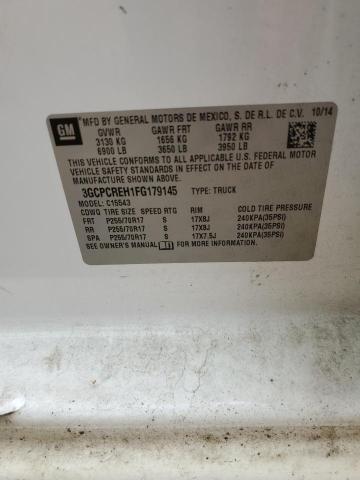 GM
MFD BY GENERAL MOTORS DE MEXICO, S. DE R.L. DE C.V. 10/14
GVWR GAWR FRT GAWR RR
3130 KG 1656 KG 1792 KG
6900 LB 3650 LB 3950 LB
THIS VEHICLE CONFORMS TO ALL APPLICABLE U.S. FEDERAL MOTOR
VEHICLE SAFETY STANDARDS IN EFFECT ON THE DATE OF
MANUFACTURE SHOWN ABOVE.
3GCPCREH1FG179145 TYPE: TRUCK
MODEL: C15543
CDWG TIRE SIZE SPD RTG RIM COLD TIRE PRESSURE
FRT P255/70R17 S 17X8J 240KPA(35PSI)
RR P255/70R17 S 17X8J 240KPA(35PSI)
SPA P255/70R17 S 17X7.5J 240KPA(35PSI)
SEE OWNER'S MANUAL FOR MORE INFORMATION.